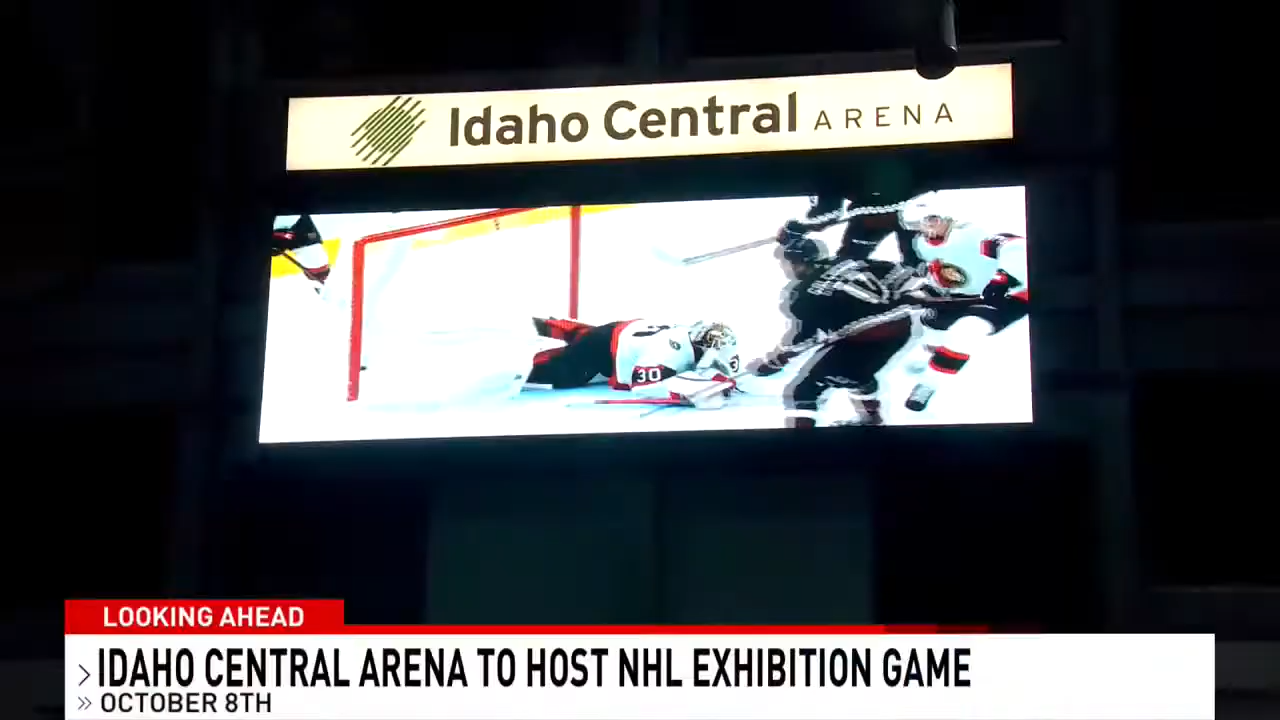 Idaho Central ARENA
30
LOOKING AHEAD
IDAHO CENTRAL ARENA TO HOST NHL EXHIBITION GAME
OCTOBER 8TH